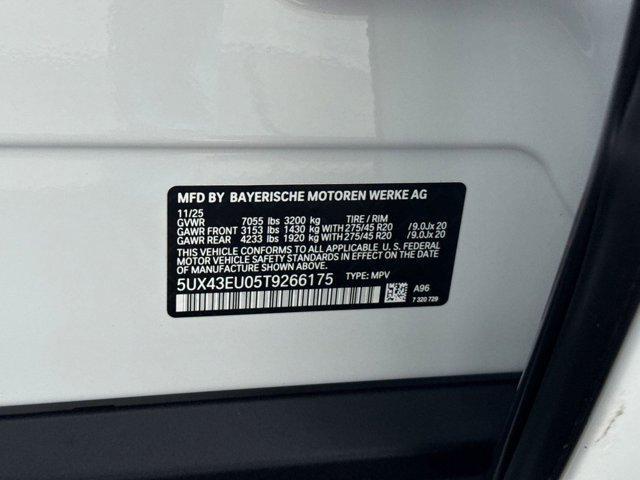 MFD BY BAYERISCHE MOTOREN WERKE AG
11/25
GVWR 7055 lbs 3200 kg TIRE / RIM
GAWR FRONT 3153 lbs 1430 kg WITH 275/45 R20 / 9.0Jx 20
GAWR REAR 4233 lbs 1920 kg WITH 275/45 R20 / 9.0Jx 20
THIS VEHICLE CONFORMS TO ALL APPLICABLE U.S. FEDERAL
MOTOR VEHICLE SAFETY STANDARDS IN EFFECT ON THE
DATE OF MANUFACTURE SHOWN ABOVE.
5UX43EU05T9266175 TYPE: MPV
A96
7 320 729